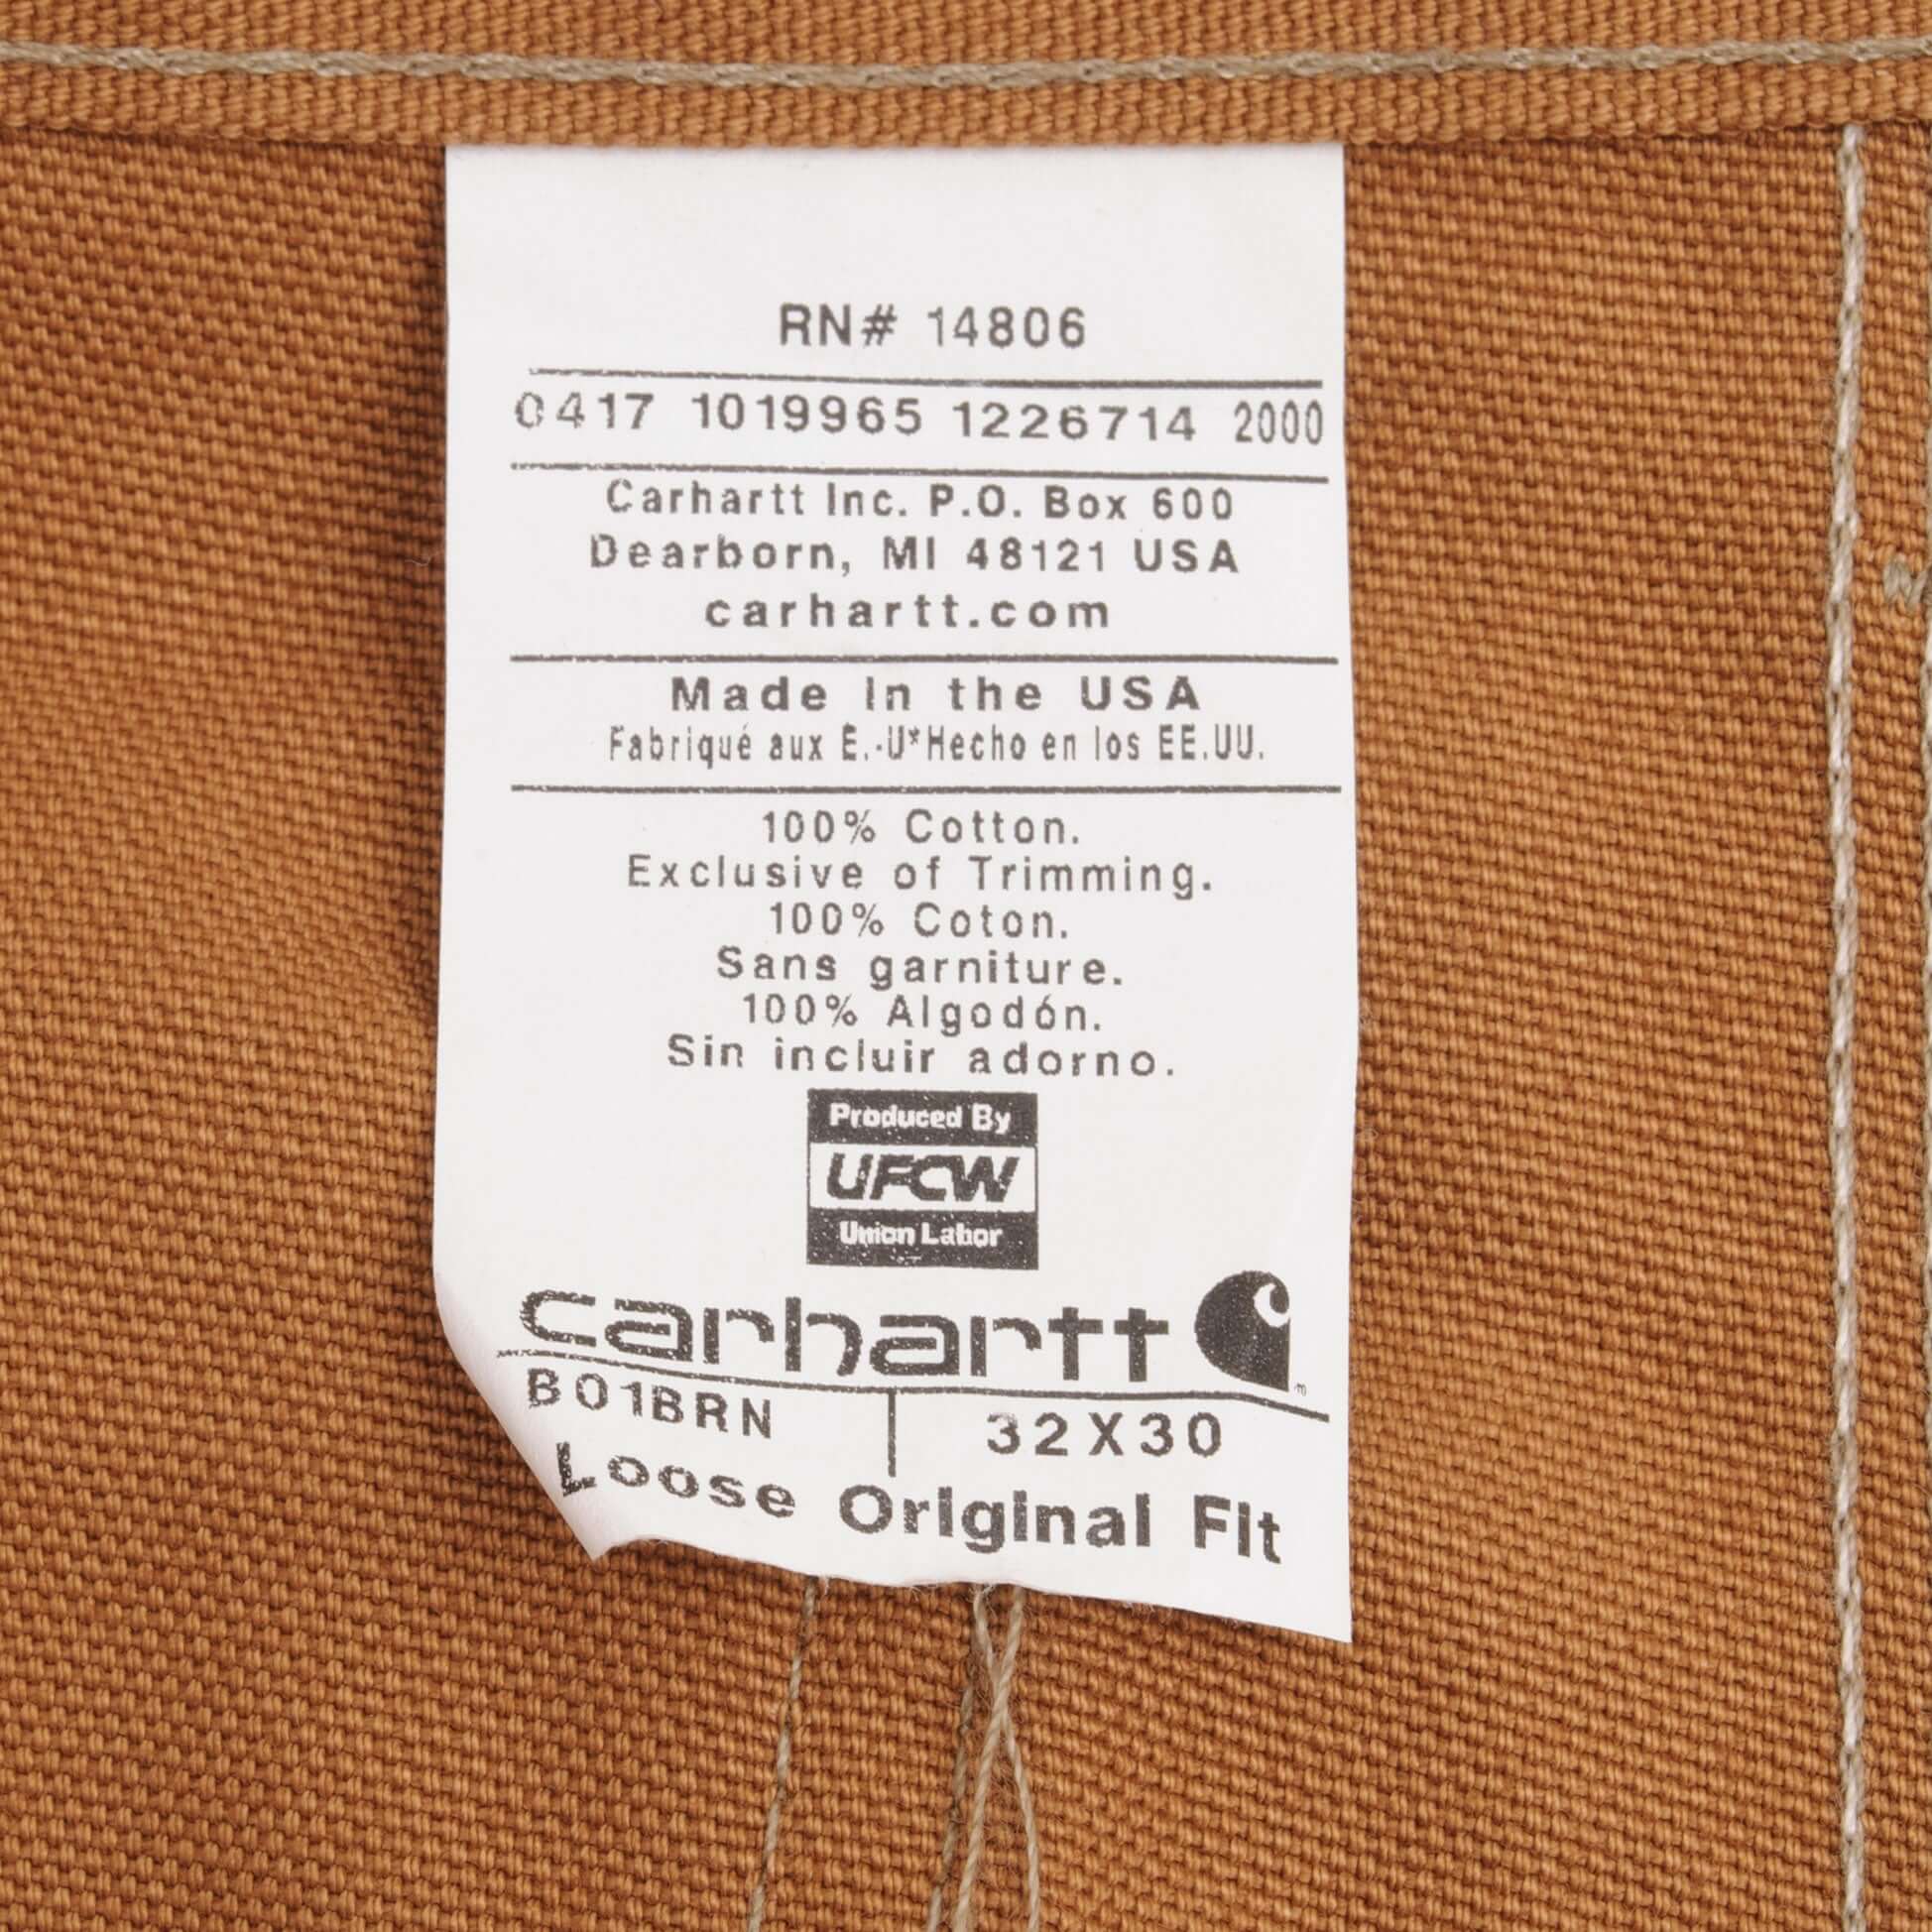 RN# 14806
0417 1019965 1226714 2000
Carhartt Inc. P.O. Box 600
Dearborn, MI 48121 USA
carhartt.com
Made In the USA
Fabriqué aux É.-U*Hecho en los EE.UU.
100% Cotton.
Exclusive of Trimming.
100% Coton.
Sans garniture.
100% Algodón.
Sin incluir adorno.
Produced By
UFCW
Union Labor
carhartt
B01BRN 32X30
Loose Original Fit